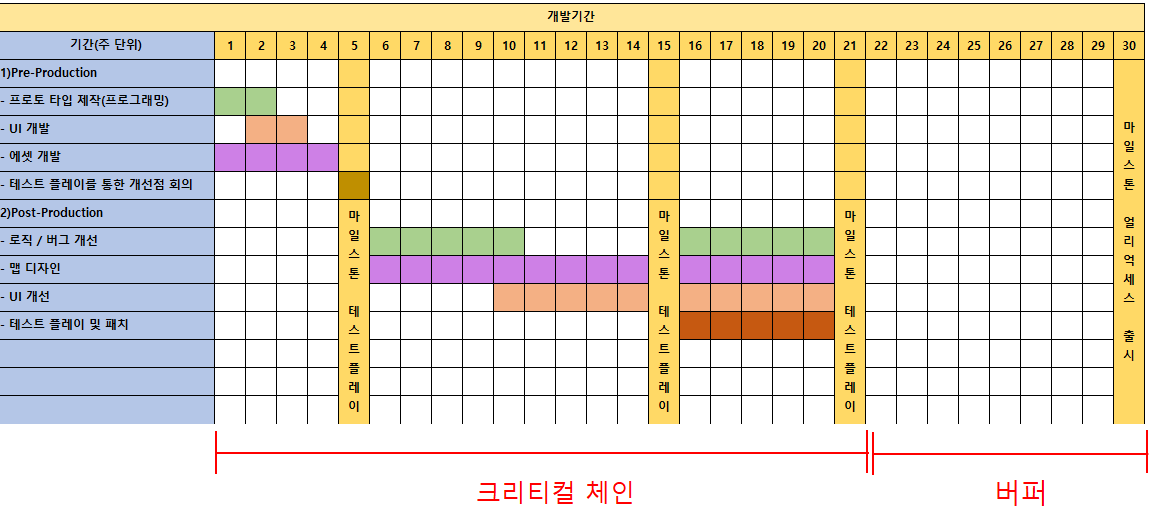 개발기간
기간(주 단위) 1 2 3 4 5 6 7 8 9 10 11 12 13 14 15 16 17 18 19 20 21 22 23 24 25 26 27 28 29 30
1)Pre-Production
- 프로토 타입 제작(프로그래밍)
- UI 개발
- 에셋 개발
- 테스트 플레이를 통한 개선점 회의
2)Post-Production
- 로직 / 버그 개선
- 맵 디자인
- UI 개선
- 테스트 플레이 및 패치
마일스톤 테스트플레이
마일스톤 테스트플레이
마일스톤 테스트플레이
마일스톤 얼리억세스 출시
크리티컬 체인
버퍼